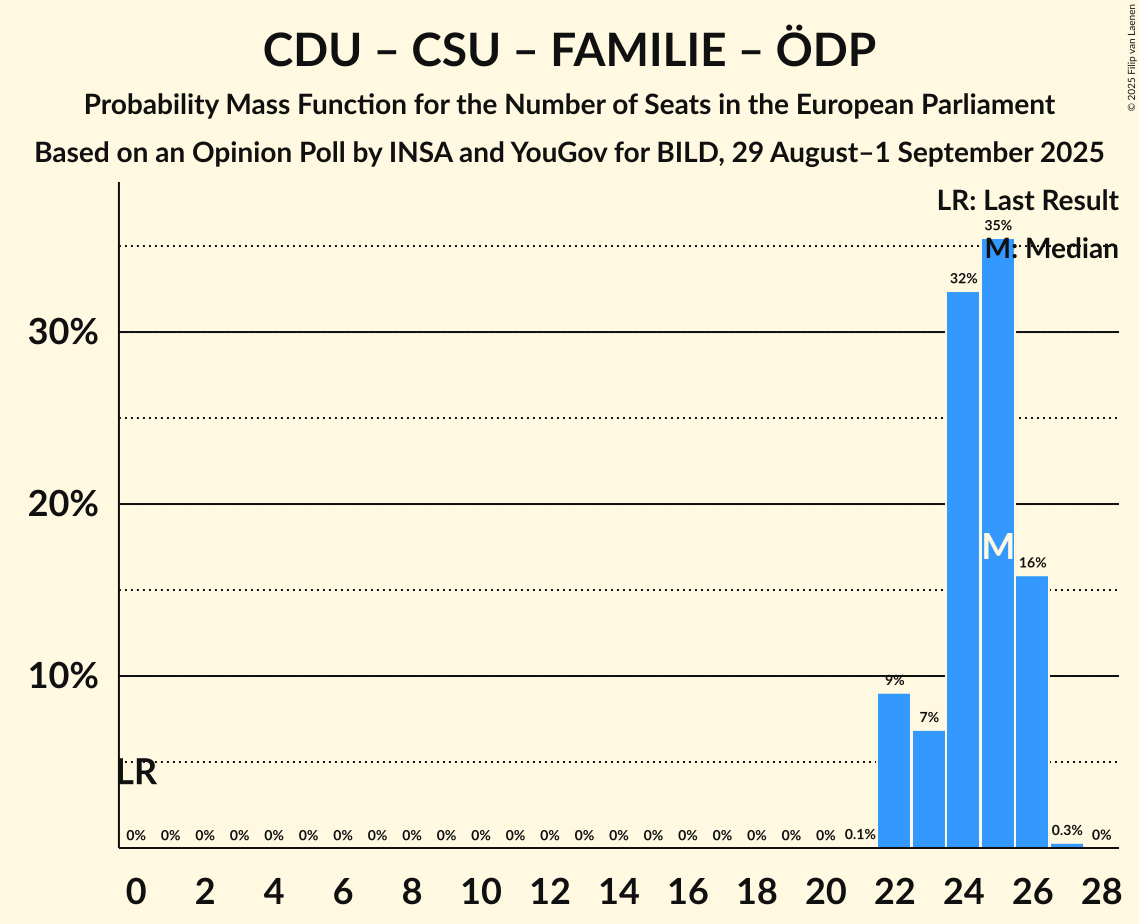 CDU – CSU – FAMILIE – ÖDP
Probability Mass Function for the Number of Seats in the European Parliament
Based on an Opinion Poll by INSA and YouGov for BILD, 29 August–1 September 2025
© 2025 Filip van Laenen
LR: Last Result
M: Median
35%
32%
30%
20%
M
16%
10%
9%
7%
LR
0% 0% 0% 0% 0% 0% 0% 0% 0% 0% 0% 0% 0% 0% 0% 0% 0% 0% 0% 0% 0% 0.1% 0.3% 0%
0 2 4 6 8 10 12 14 16 18 20 22 24 26 28